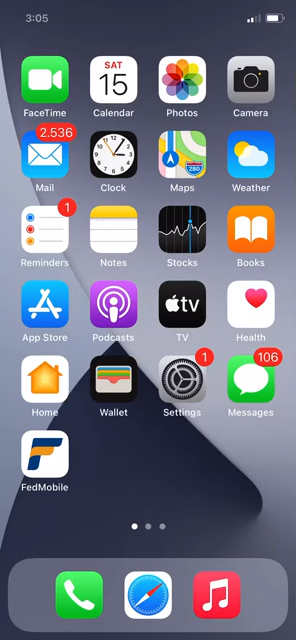 3:05
SAT
15
FaceTime
Calendar
Photos
Camera
2.536
280
Mail
Clock
Maps
Weather
1
Reminders
Notes
Stocks
Books
tv
App Store
Podcasts
TV
Health
1
106
Home
Wallet
Settings
Messages
FedMobile